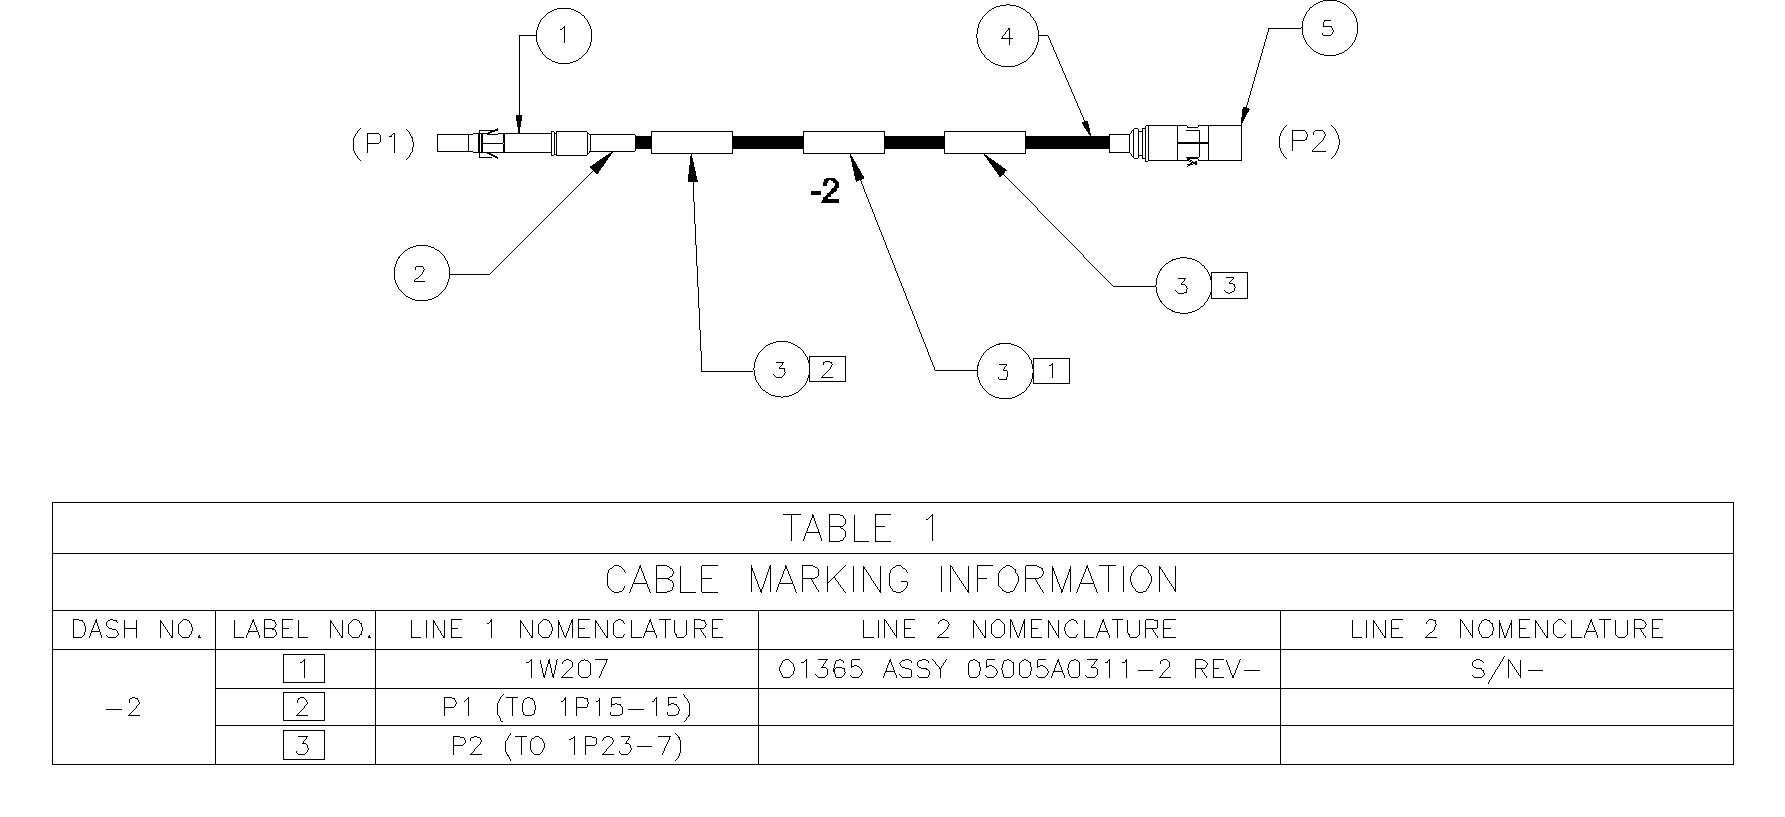 1
4
5
(P1)
(P2)
-2
2
3 3
3 2
3 1
TABLE 1
CABLE MARKING INFORMATION
DASH NO. LABEL NO. LINE 1 NOMENCLATURE LINE 2 NOMENCLATURE LINE 2 NOMENCLATURE
1 1W207 01365 ASSY 05005A0311-2 REV- S/N-
-2 2 P1 (TO 1P15-15)
3 P2 (TO 1P23-7)